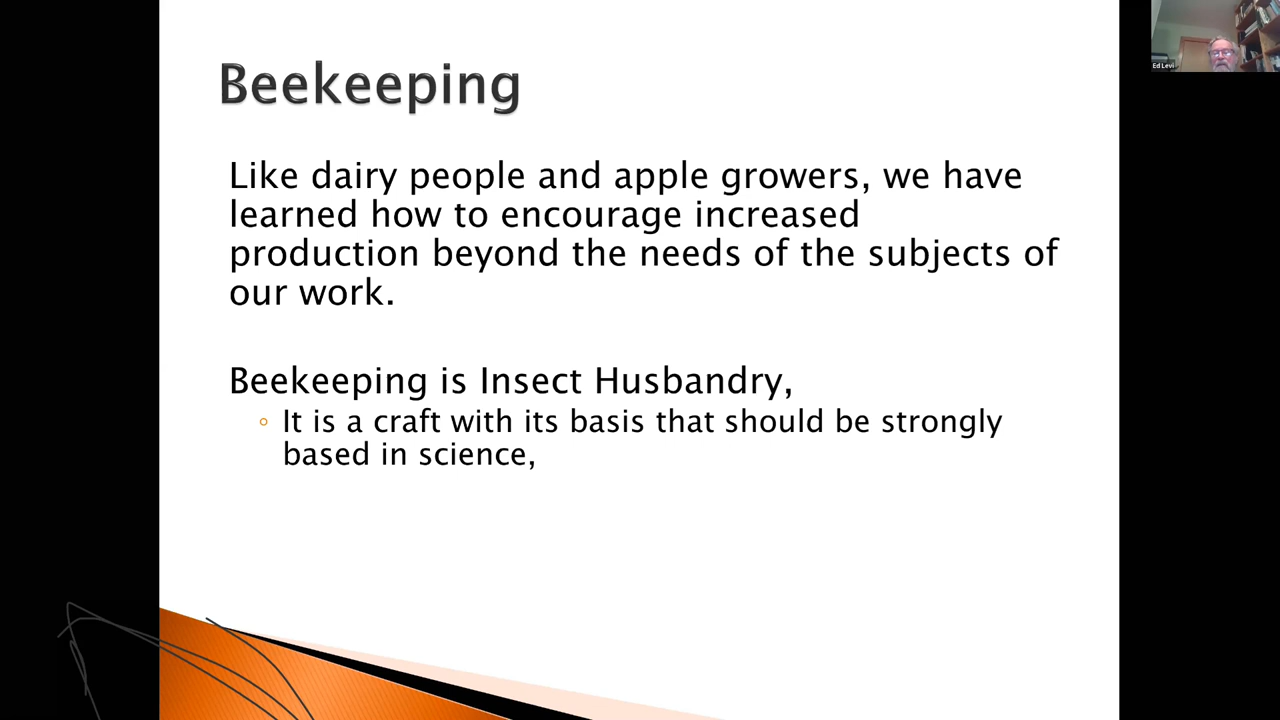 Beekeeping
Like dairy people and apple growers, we have
learned how to encourage increased
production beyond the needs of the subjects of
our work.
Beekeeping is Insect Husbandry,
It is a craft with its basis that should be strongly
based in science,
Ed Levi